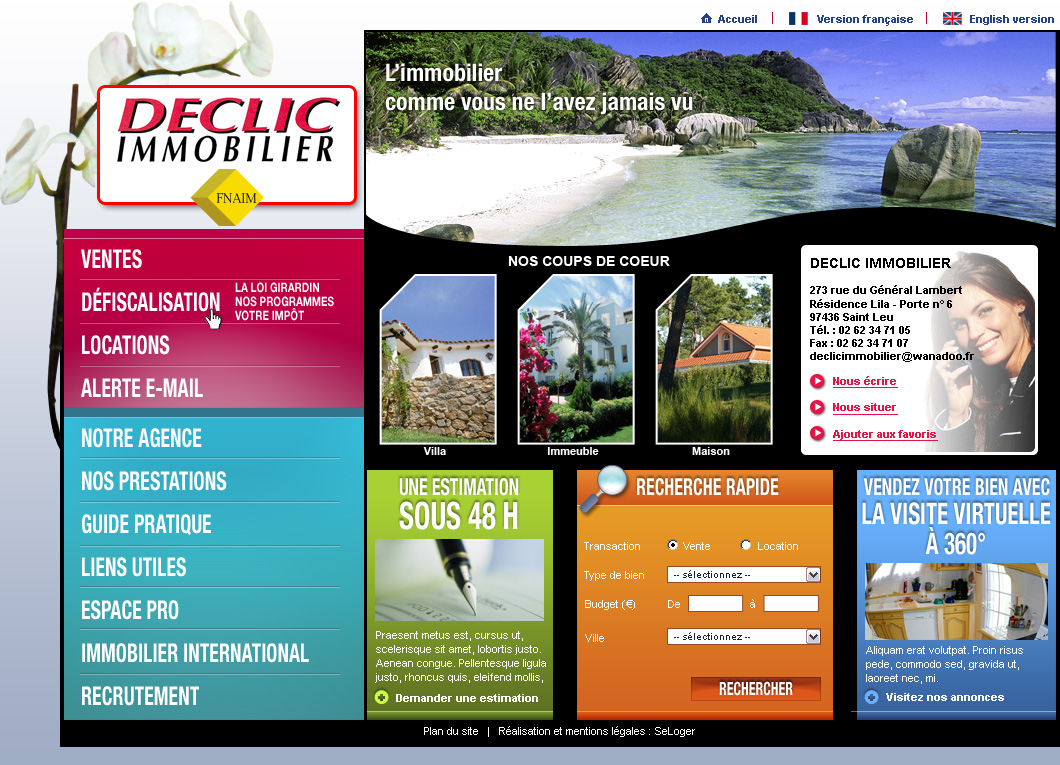 Accueil | Version française | English version
DECLIC
IMMOBILIER
FNAIM
L'immobilier
comme vous ne l'avez jamais vu
VENTES
DÉFISCALISATION
LA LOI GIRARDIN
NOS PROGRAMMES
VOTRE IMPÔT
LOCATIONS
ALERTE E-MAIL
NOTRE AGENCE
NOS PRESTATIONS
GUIDE PRATIQUE
LIENS UTILES
ESPACE PRO
IMMOBILIER INTERNATIONAL
RECRUTEMENT
NOS COUPS DE COEUR
Villa
Immeuble
Maison
DECLIC IMMOBILIER
273 rue du Général Lambert
Résidence Lila - Porte n° 6
97436 Saint Leu
Tél. : 02 62 34 71 05
Fax : 02 62 34 71 07
declicimmobilier@wanadoo.fr
Nous écrire
Nous situer
Ajouter aux favoris
UNE ESTIMATION
SOUS 48 H
Praesent metus est, cursus ut,
scelerisque sit amet, lobortis justo.
Aenean congue. Pellentesque ligula
justo, rhoncus quis, eleifend mollis,
Demander une estimation
RECHERCHE RAPIDE
Transaction Vente Location
Type de bien -- sélectionnez --
Budget (€) De à
Ville -- sélectionnez --
RECHERCHER
VENDEZ VOTRE BIEN AVEC
LA VISITE VIRTUELLE
À 360°
Aliquam erat volutpat. Proin risus
pede, commodo sed, gravida ut,
laoreet nec, mi.
Visitez nos annonces
Plan du site | Réalisation et mentions légales : SeLoger